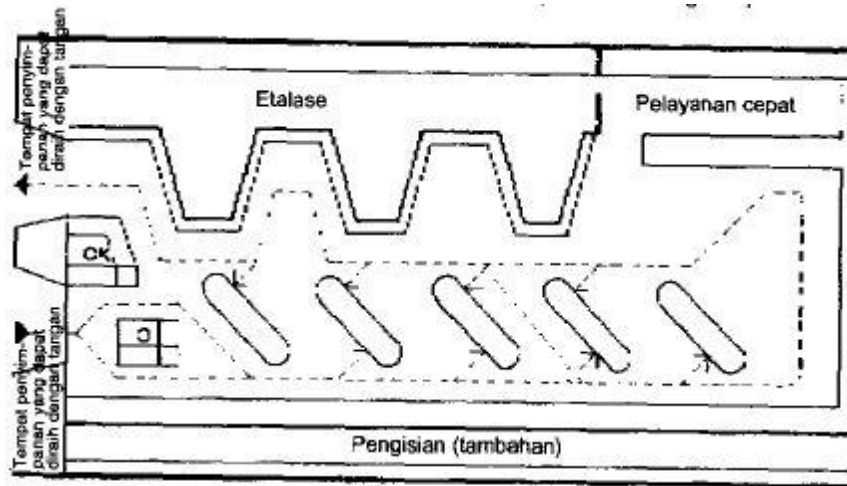 Tempat penyim-
panan yang dapat
diraih dengan tangan
Etalase
Pelayanan cepat
CK
Tempat penyim-
panan yang dapat
diraih dengan tangan
Pengisian (tambahan)